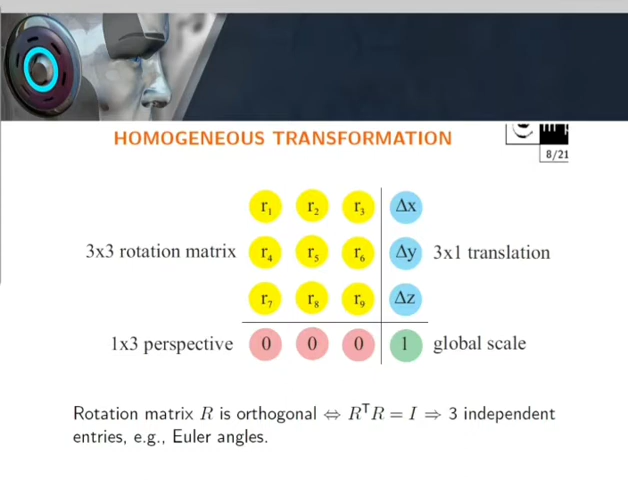 HOMOGENEOUS TRANSFORMATION
8/21
r₁ r₂ r₃ Δx
3x3 rotation matrix r₄ r₅ r₆ Δy 3x1 translation
r₇ r₈ r₉ Δz
1x3 perspective 0 0 0 1 global scale
Rotation matrix R is orthogonal ⇔ RᵀR = I ⇒ 3 independent
entries, e.g., Euler angles.